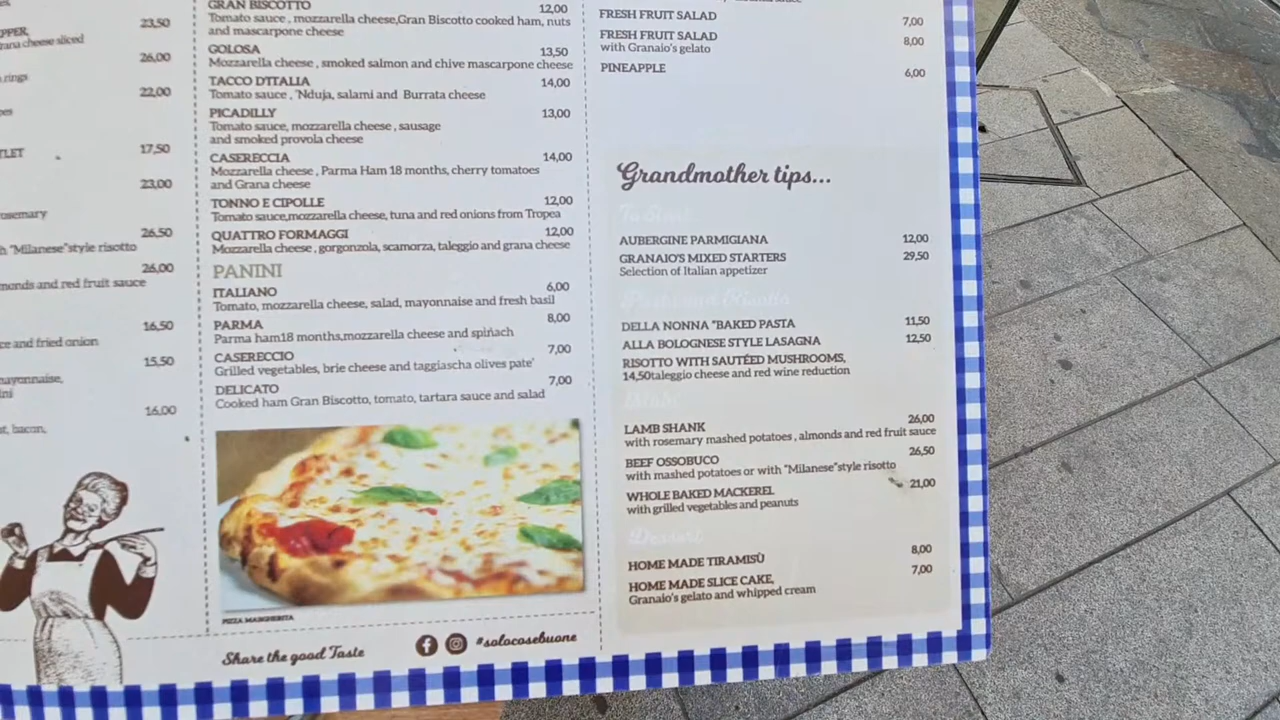 23,50
cheese sliced
26,00
rings
22,00
17,50
23,00
rosemary
26,50
"Milanese"style risotto
26,00
and red fruit sauce
16,50
and fried onion
15,50
mayonnaise,
16,00
bacon,
GRAN BISCOTTO 12,00
Tomato sauce , mozzarella cheese,Gran Biscotto cooked ham, nuts
and mascarpone cheese
GOLOSA 13,50
Mozzarella cheese , smoked salmon and chive mascarpone cheese
TACCO D'ITALIA 14,00
Tomato sauce , 'Nduja, salami and Burrata cheese
PICADILLY 13,00
Tomato sauce, mozzarella cheese , sausage
and smoked provola cheese
CASERECCIA 14,00
Mozzarella cheese , Parma Ham 18 months, cherry tomatoes
and Grana cheese
TONNO E CIPOLLE 12,00
Tomato sauce,mozzarella cheese, tuna and red onions from Tropea
QUATTRO FORMAGGI 12,00
Mozzarella cheese , gorgonzola, scamorza, taleggio and grana cheese
PANINI
ITALIANO 6,00
Tomato, mozzarella cheese, salad, mayonnaise and fresh basil
PARMA 8,00
Parma ham18 months,mozzarella cheese and spinach
CASERECCIO 7,00
Grilled vegetables, brie cheese and taggiascha olives pate'
DELICATO 7,00
Cooked ham Gran Biscotto, tomato, tartara sauce and salad
PIZZA MARGHERITA
Share the good Taste #solocosebuone
FRESH FRUIT SALAD 7,00
FRESH FRUIT SALAD 8,00
with Granaio's gelato
PINEAPPLE 6,00
Grandmother tips...
To Start
AUBERGINE PARMIGIANA 12,00
GRANAIO'S MIXED STARTERS 29,50
Selection of Italian appetizer
Risotto
DELLA NONNA "BAKED PASTA 11,50
ALLA BOLOGNESE STYLE LASAGNA 12,50
RISOTTO WITH SAUTÉED MUSHROOMS,
14,50taleggio cheese and red wine reduction
LAMB SHANK 26,00
with rosemary mashed potatoes , almonds and red fruit sauce
BEEF OSSOBUCO 26,50
with mashed potatoes or with "Milanese"style risotto
WHOLE BAKED MACKEREL 21,00
with grilled vegetables and peanuts
Dessert
HOME MADE TIRAMISÙ 8,00
HOME MADE SLICE CAKE, 7,00
Granaio's gelato and whipped cream